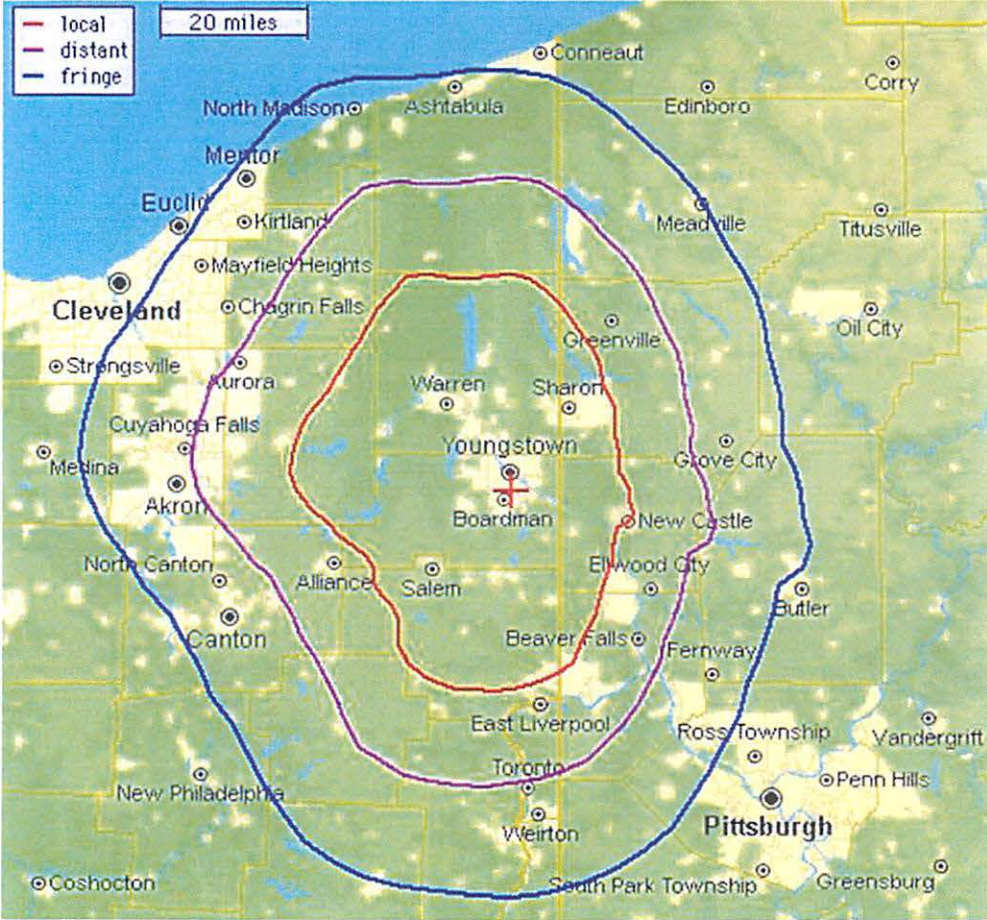 local
distant
fringe
20 miles
Conneaut
Corry
North Madison
Ashtabula
Edinboro
Mentor
Euclid
Kirtland
Meadville
Titusville
Mayfield Heights
Cleveland
Chagrin Falls
Greenville
Oil City
Strongsville
Aurora
Warren
Sharon
Cuyahoga Falls
Youngstown
Grove City
Medina
Akron
Boardman
New Castle
North Canton
Alliance
Salem
Ellwood City
Butler
Canton
Beaver Falls
Fernway
East Liverpool
Ross Township
Vandergrift
Toronto
New Philadelphia
Penn Hills
Weirton
Pittsburgh
Coshocton
South Park Township
Greensburg